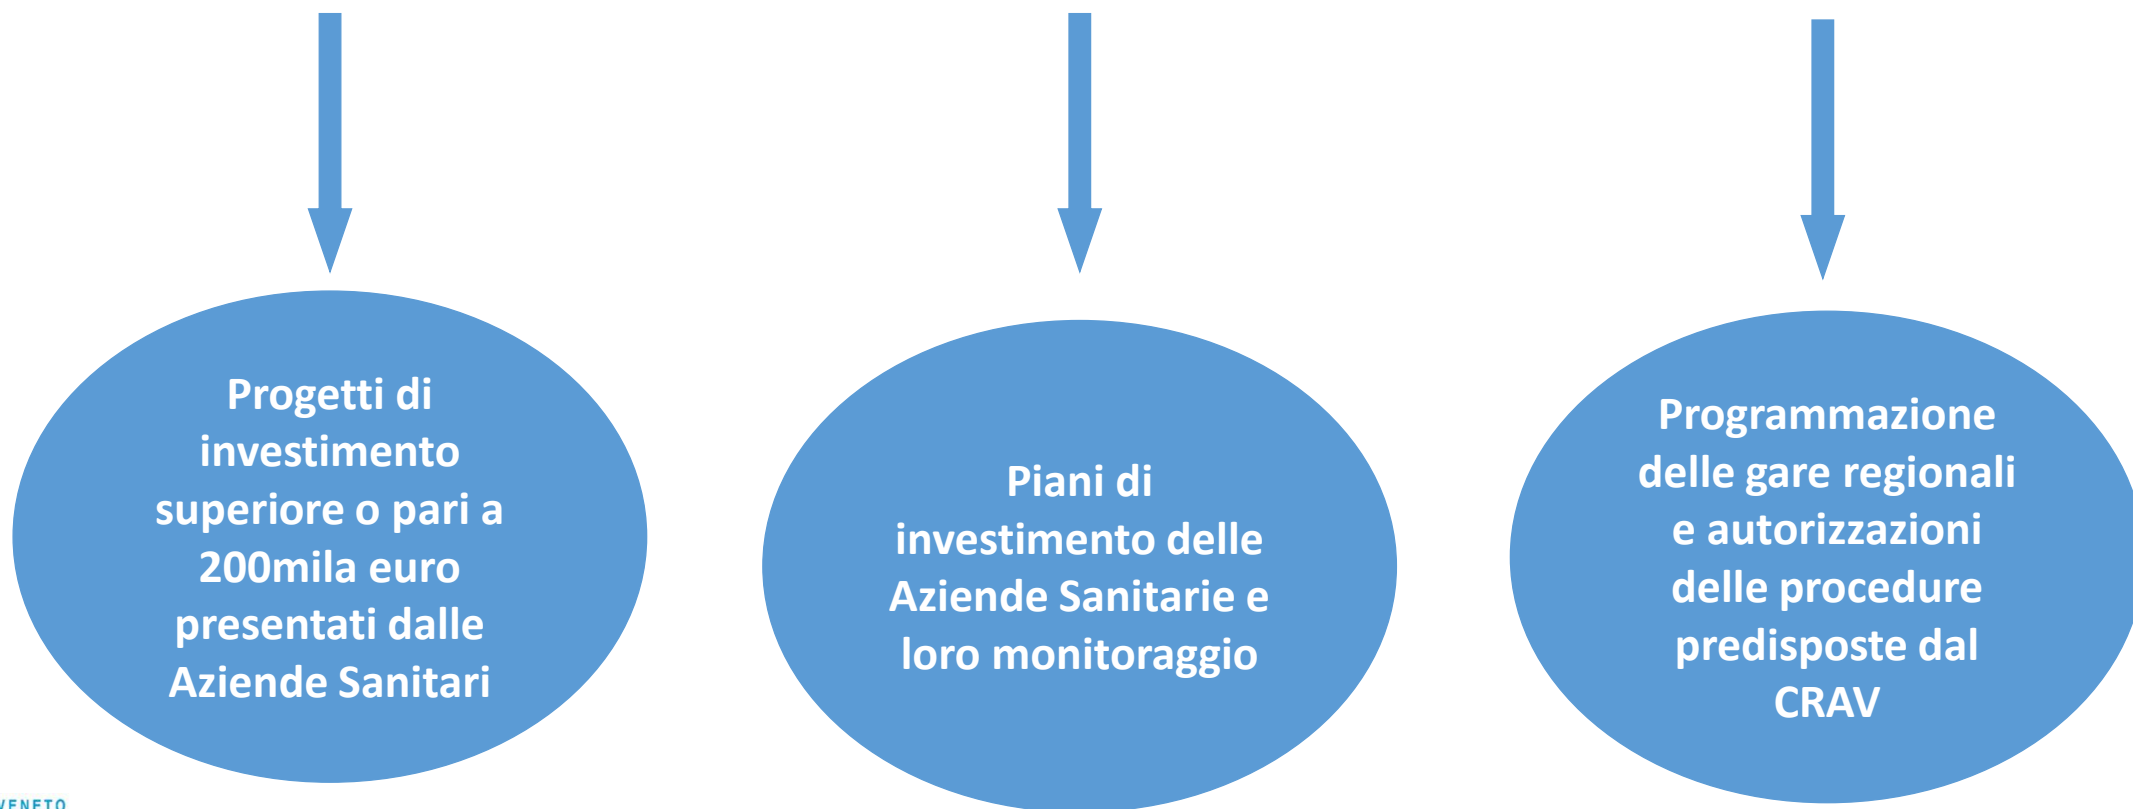 Progetti di
investimento
superiore o pari a
200mila euro
presentati dalle
Aziende Sanitari
Piani di
investimento delle
Aziende Sanitarie e
loro monitoraggio
Programmazione
delle gare regionali
e autorizzazioni
delle procedure
predisposte dal
CRAV
VENETO